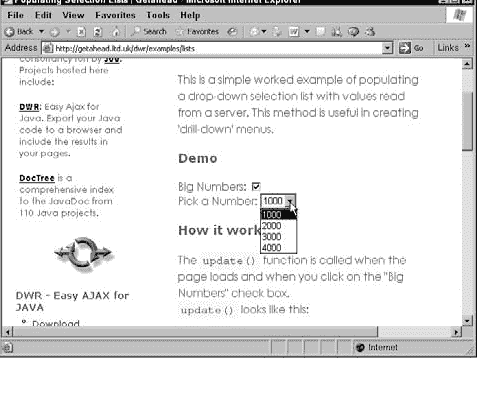 Populating Selection Lists | Getahead - Microsoft Internet Explorer
File Edit View Favorites Tools Help
Back Search Favorites
Address http://getahead.ltd.uk/dwr/examples/lists Go Links »
consultancy run by Joe.
Projects hosted here
include:
DWR: Easy Ajax for
Java. Export your Java
code to a browser and
include the results in
your pages.
DocTree is a
comprehensive index
to the JavaDoc from
110 Java projects.
DWR - Easy AJAX for
JAVA
Download
This is a simple worked example of populating
a drop-down selection list with values read
from a server. This method is useful in creating
'drill-down' menus.
Demo
Big Numbers:
Pick a Number: 1000
1000
2000
3000
4000
How it work
The update() function is called when the
page loads and when you click on the "Big
Numbers" check box.
update() looks like this:
Internet